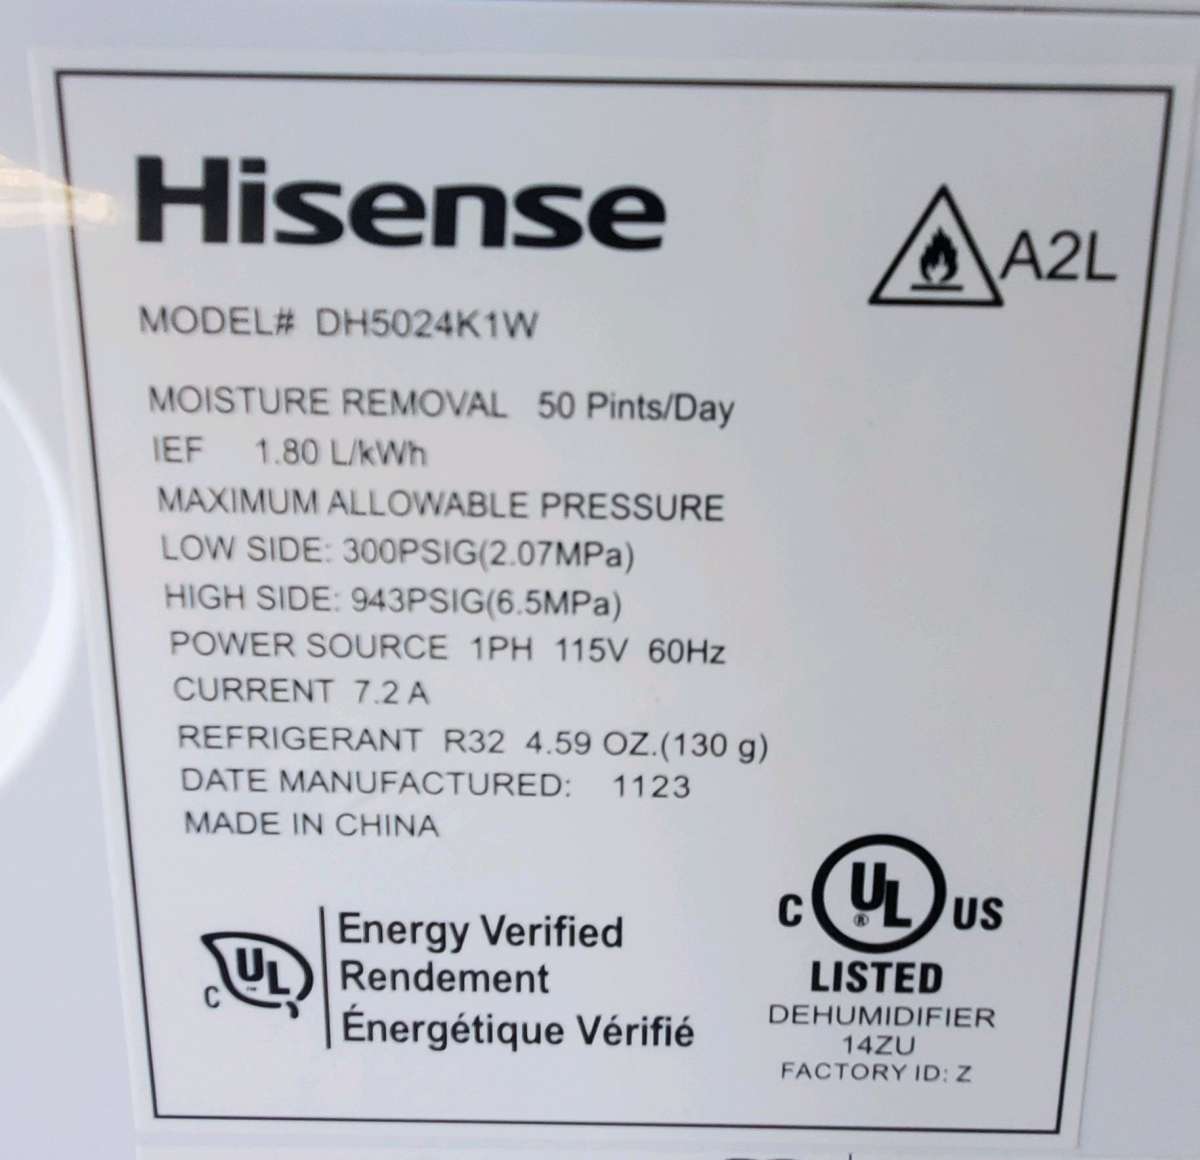 Hisense
A2L
MODEL# DH5024K1W
MOISTURE REMOVAL 50 Pints/Day
IEF 1.80 L/kWh
MAXIMUM ALLOWABLE PRESSURE
LOW SIDE: 300PSIG(2.07MPa)
HIGH SIDE: 943PSIG(6.5MPa)
POWER SOURCE 1PH 115V 60Hz
CURRENT 7.2 A
REFRIGERANT R32 4.59 OZ.(130 g)
DATE MANUFACTURED: 1123
MADE IN CHINA
C UL ™
Energy Verified
Rendement
Énergétique Vérifié
C UL ® US
LISTED
DEHUMIDIFIER
14ZU
FACTORY ID: Z